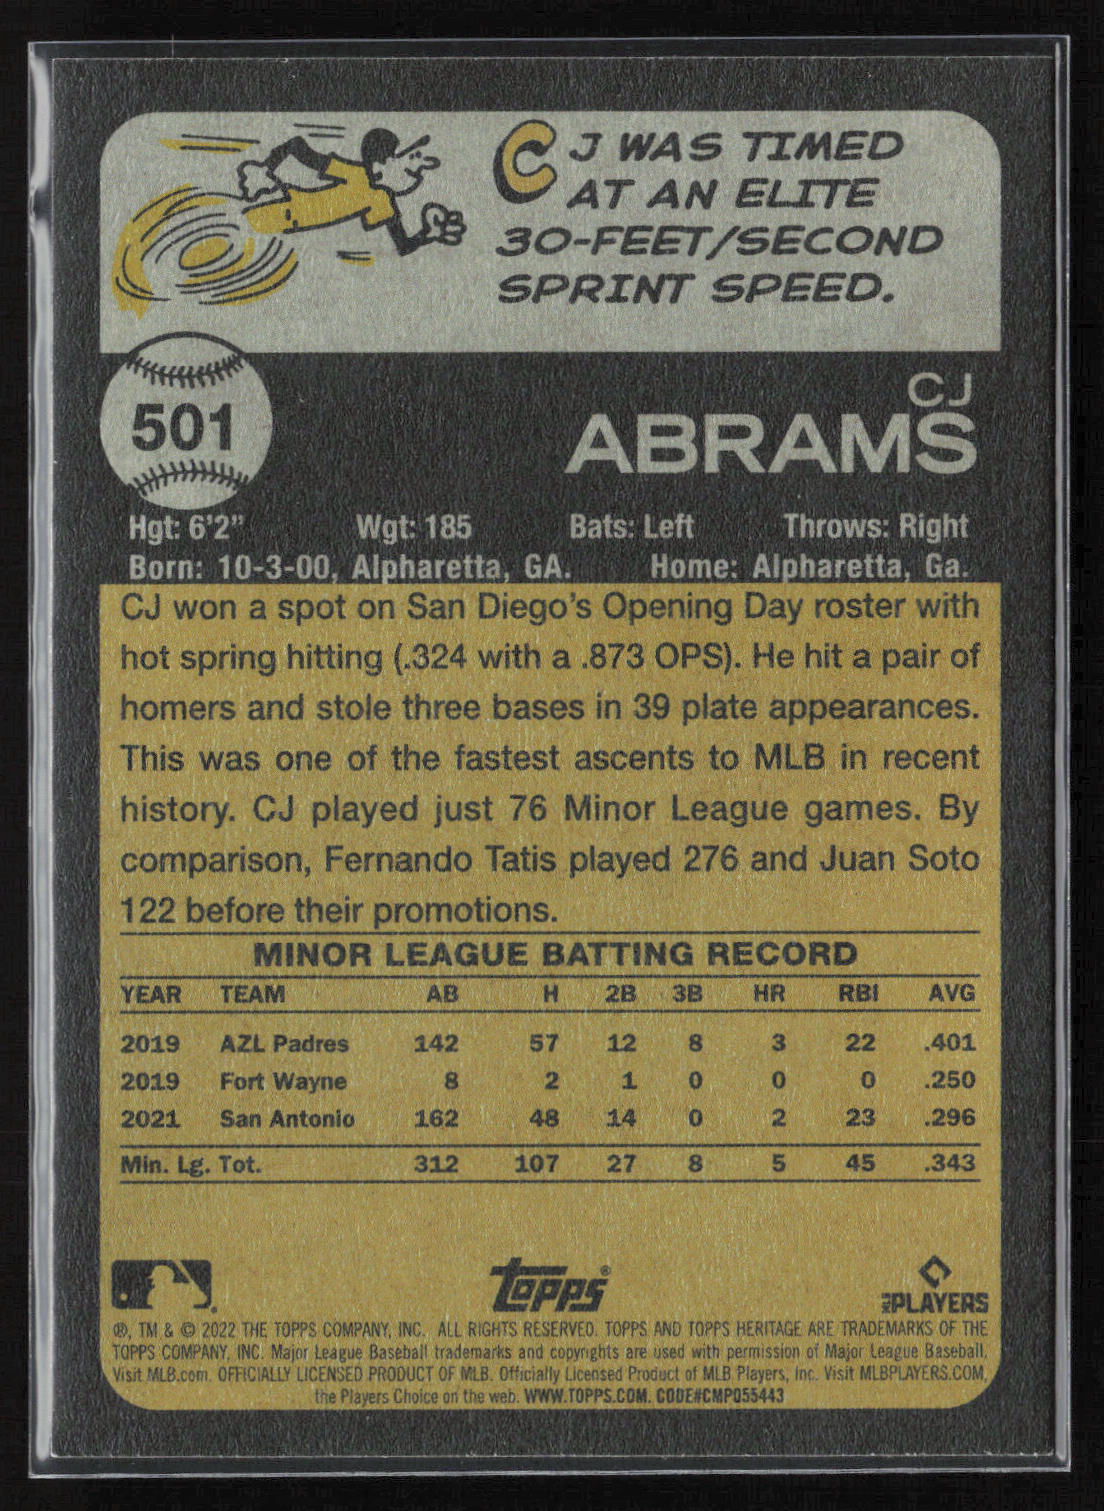 CJ WAS TIMED
AT AN ELITE
30-FEET/SECOND
SPRINT SPEED.
501
CJ
ABRAMS
Hgt: 6'2" Wgt: 185 Bats: Left Throws: Right
Born: 10-3-00, Alpharetta, GA. Home: Alpharetta, Ga.
CJ won a spot on San Diego's Opening Day roster with
hot spring hitting (.324 with a .873 OPS). He hit a pair of
homers and stole three bases in 39 plate appearances.
This was one of the fastest ascents to MLB in recent
history. CJ played just 76 Minor League games. By
comparison, Fernando Tatis played 276 and Juan Soto
122 before their promotions.
MINOR LEAGUE BATTING RECORD
YEAR TEAM AB H 2B 3B HR RBI AVG
2019 AZL Padres 142 57 12 8 3 22 .401
2019 Fort Wayne 8 2 1 0 0 0 .250
2021 San Antonio 162 48 14 0 2 23 .296
Min. Lg. Tot. 312 107 27 8 5 45 .343
Topps®
MLB PLAYERS
®, TM & © 2022 THE TOPPS COMPANY, INC. ALL RIGHTS RESERVED. TOPPS AND TOPPS HERITAGE ARE TRADEMARKS OF THE
TOPPS COMPANY, INC. Major League Baseball trademarks and copyrights are used with permission of Major League Baseball.
Visit MLB.com. OFFICIALLY LICENSED PRODUCT OF MLB. Officially Licensed Product of MLB Players, Inc. Visit MLBPLAYERS.COM,
the Players Choice on the web. WWW.TOPPS.COM. CODE#CMP055443